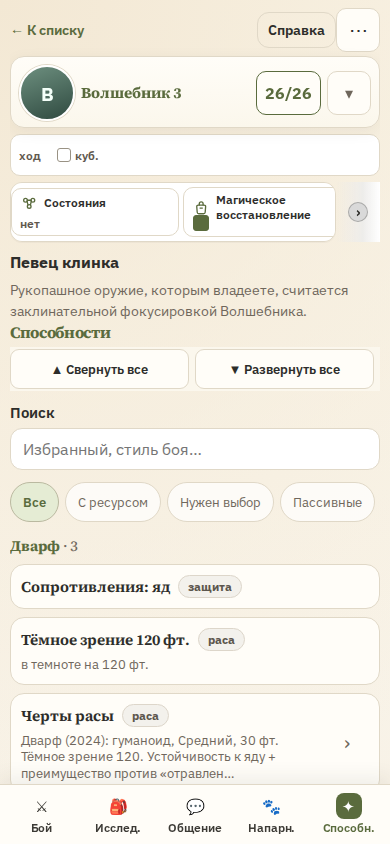 ← К списку
Справка
...
В
Волшебник 3
26/26
▼
ход
куб.
Состояния
нет
Магическое
восстановление
›
Певец клинка
Рукопашное оружие, которым владеете, считается
заклинательной фокусировкой Волшебника.
Способности
▲ Свернуть все
▼ Развернуть все
Поиск
Избранный, стиль боя...
Все
С ресурсом
Нужен выбор
Пассивные
Дварф · 3
Сопротивления: яд
защита
Тёмное зрение 120 фт.
раса
в темноте на 120 фт.
Черты расы
раса
Дварф (2024): гуманоид, Средний, 30 фт.
Тёмное зрение 120. Устойчивость к яду +
преимущество против «отравлен...
›
Бой
Исслед.
Общение
Напарн.
Способн.